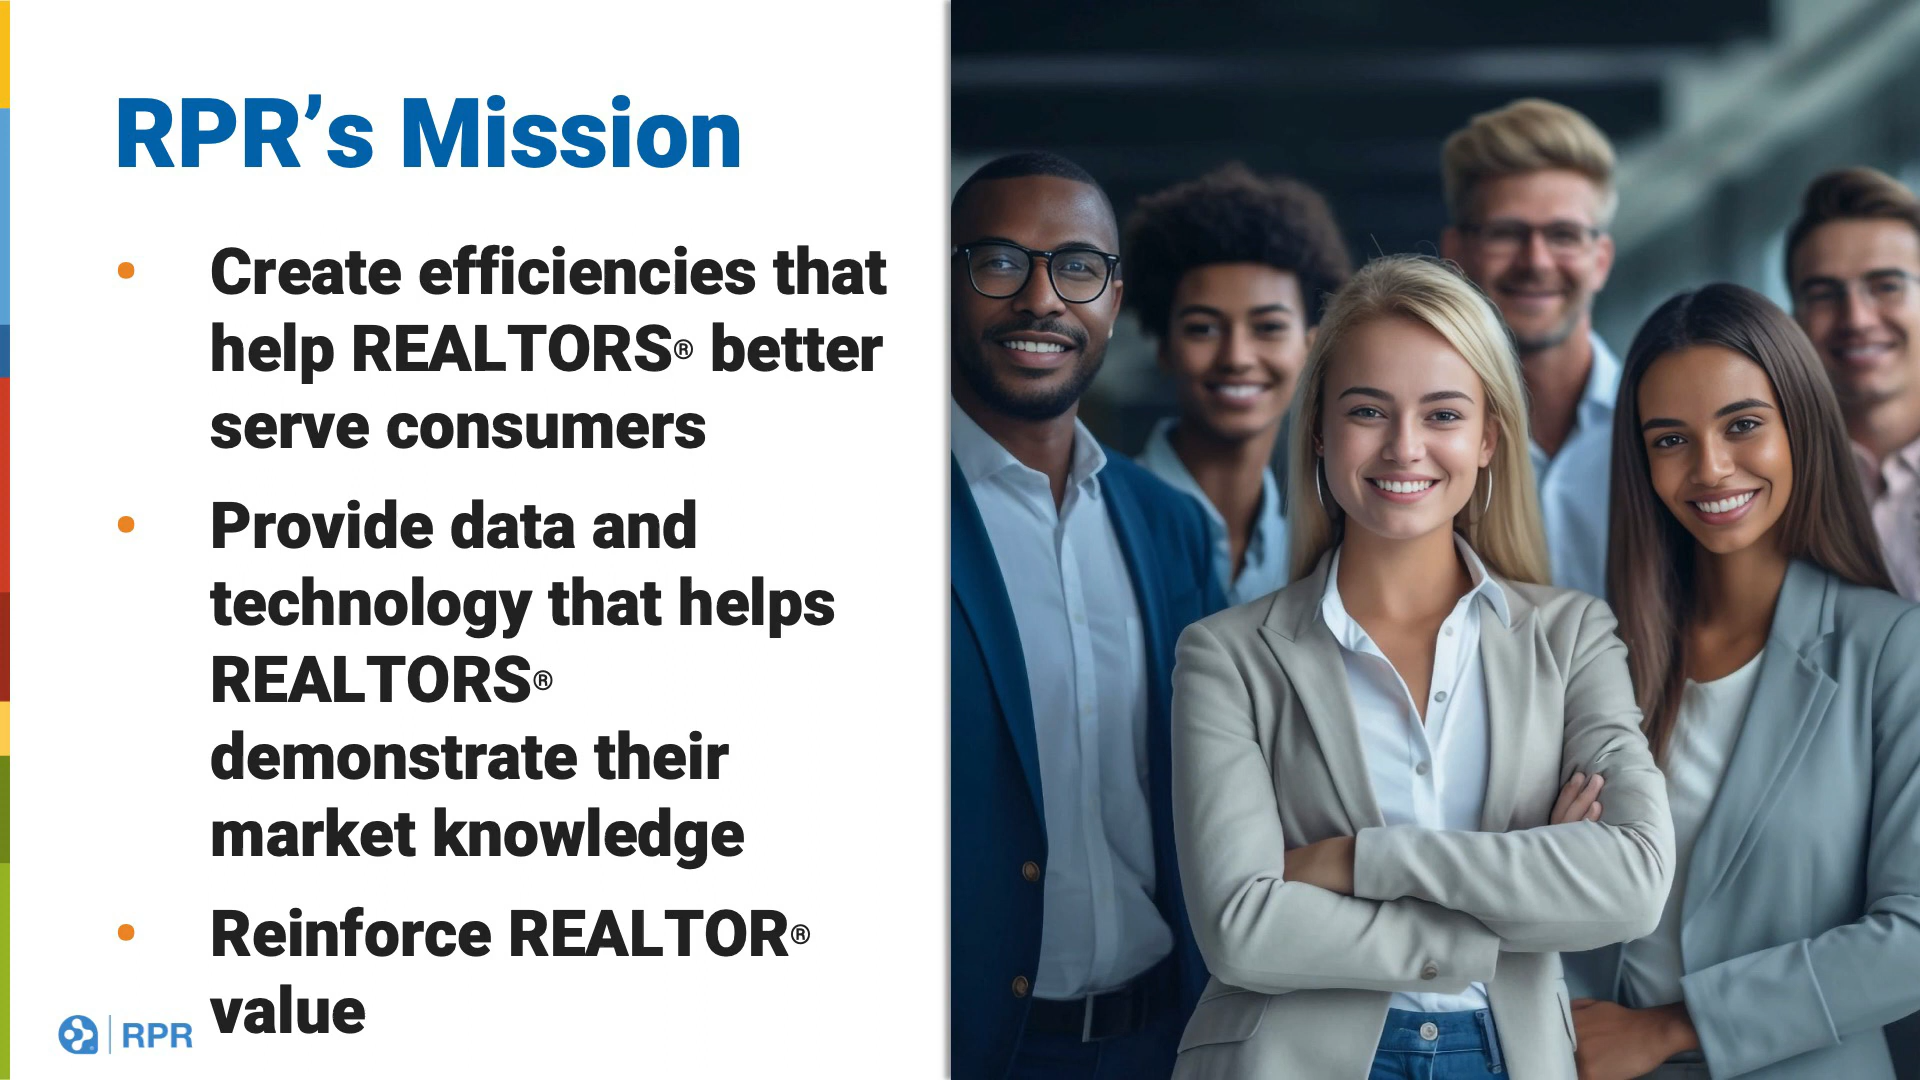 RPR’s Mission
• Create efficiencies that
help REALTORS® better
serve consumers
• Provide data and
technology that helps
REALTORS®
demonstrate their
market knowledge
• Reinforce REALTOR®
value
RPR